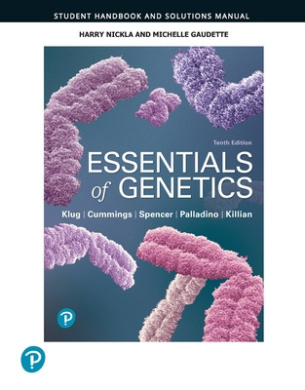 STUDENT HANDBOOK AND SOLUTIONS MANUAL
HARRY NICKLA AND MICHELLE GAUDETTE
Tenth Edition
ESSENTIALS
of GENETICS
Klug | Cummings | Spencer | Palladino | Killian
P